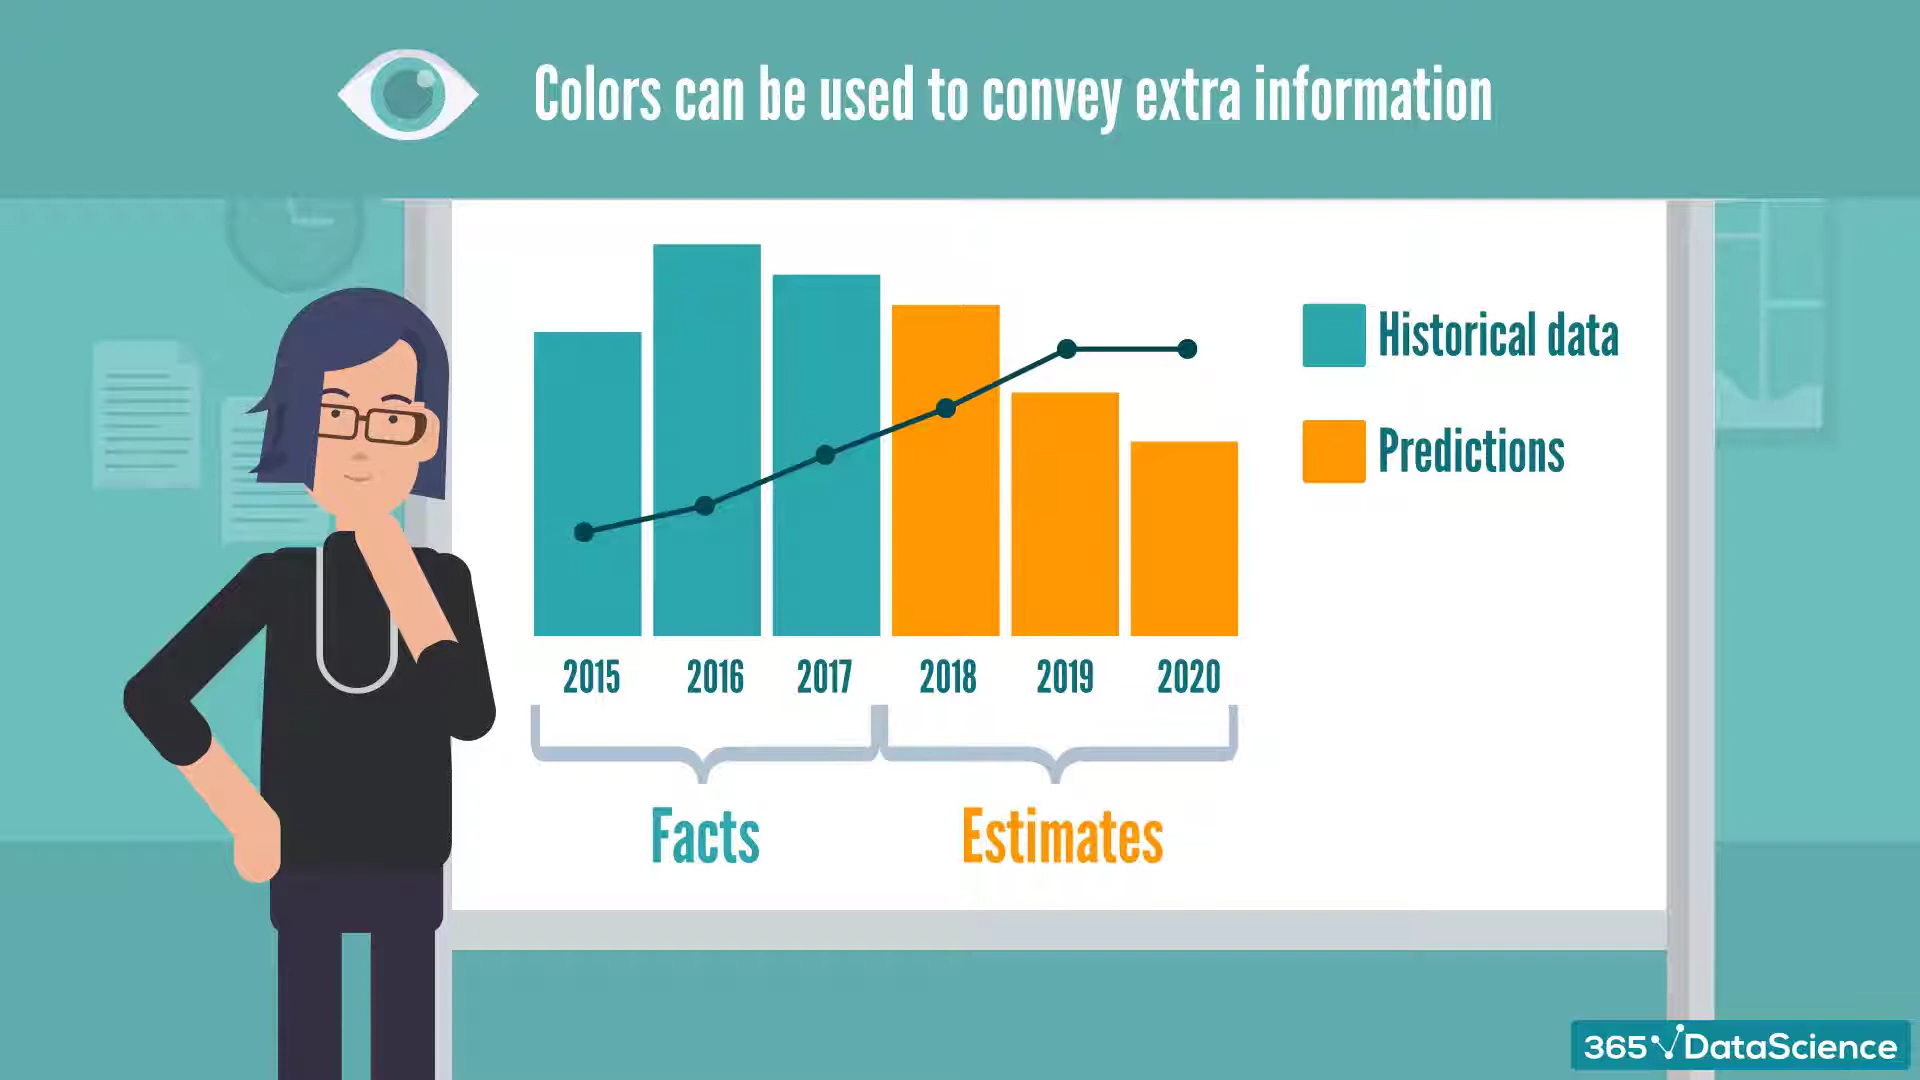 Colors can be used to convey extra information
Historical data
Predictions
2015 2016 2017 2018 2019 2020
Facts Estimates
365 DataScience